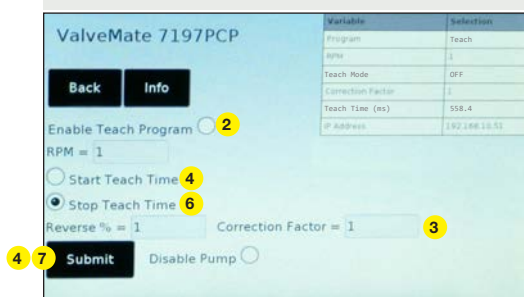 ValveMate 7197PCP
Variable Selection
Program Teach
RPM 1
Teach Mode OFF
Correction Factor 1
Teach Time (ms) 558.4
IP Address 192.168.10.51
Back Info
Enable Teach Program 2
RPM = 1
Start Teach Time 4
Stop Teach Time 6
Reverse % = 1 Correction Factor = 1 3
4 7 Submit Disable Pump